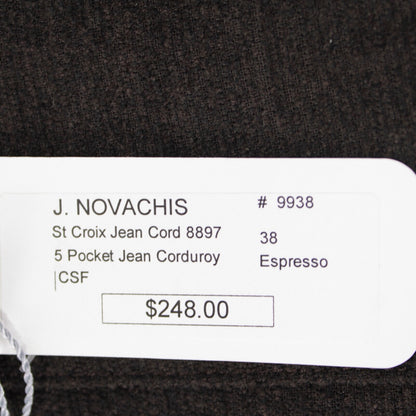 J. NOVACHIS # 9938
St Croix Jean Cord 8897
38
5 Pocket Jean Corduroy Espresso
CSF
$248.00